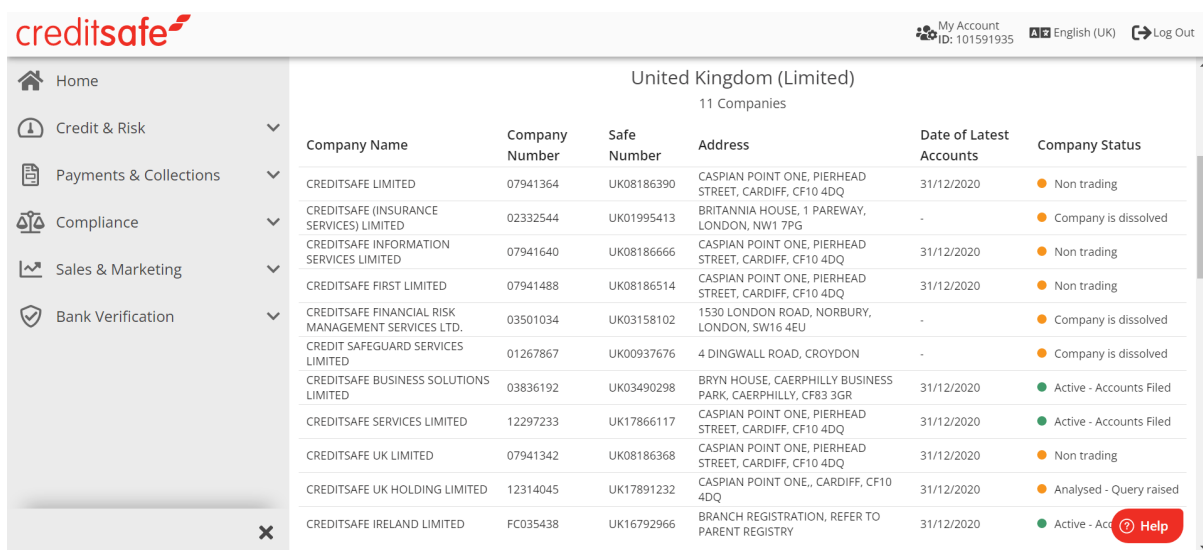 creditsafe
My Account
ID: 101591935
English (UK)
Log Out
Home
Credit & Risk
Payments & Collections
Compliance
Sales & Marketing
Bank Verification
United Kingdom (Limited)
11 Companies
Company Name
Company Number
Safe Number
Address
Date of Latest Accounts
Company Status
CREDITSAFE LIMITED
07941364
UK08186390
CASPIAN POINT ONE, PIERHEAD
STREET, CARDIFF, CF10 4DQ
31/12/2020
Non trading
CREDITSAFE (INSURANCE
SERVICES) LIMITED
02332544
UK01995413
BRITANNIA HOUSE, 1 PAREWAY,
LONDON, NW1 7PG
-
Company is dissolved
CREDITSAFE INFORMATION
SERVICES LIMITED
07941640
UK08186666
CASPIAN POINT ONE, PIERHEAD
STREET, CARDIFF, CF10 4DQ
31/12/2020
Non trading
CREDITSAFE FIRST LIMITED
07941488
UK08186514
CASPIAN POINT ONE, PIERHEAD
STREET, CARDIFF, CF10 4DQ
31/12/2020
Non trading
CREDITSAFE FINANCIAL RISK
MANAGEMENT SERVICES LTD.
03501034
UK03158102
1530 LONDON ROAD, NORBURY,
LONDON, SW16 4EU
-
Company is dissolved
CREDIT SAFEGUARD SERVICES
LIMITED
01267867
UK00937676
4 DINGWALL ROAD, CROYDON
-
Company is dissolved
CREDITSAFE BUSINESS SOLUTIONS
LIMITED
03836192
UK03490298
BRYN HOUSE, CAERPHILLY BUSINESS
PARK, CAERPHILLY, CF83 3GR
31/12/2020
Active - Accounts Filed
CREDITSAFE SERVICES LIMITED
12297233
UK17866117
CASPIAN POINT ONE, PIERHEAD
STREET, CARDIFF, CF10 4DQ
31/12/2020
Active - Accounts Filed
CREDITSAFE UK LIMITED
07941342
UK08186368
CASPIAN POINT ONE, PIERHEAD
STREET, CARDIFF, CF10 4DQ
31/12/2020
Non trading
CREDITSAFE UK HOLDING LIMITED
12314045
UK17891232
CASPIAN POINT ONE,, CARDIFF, CF10
4DQ
31/12/2020
Analysed - Query raised
CREDITSAFE IRELAND LIMITED
FC035438
UK16792966
BRANCH REGISTRATION, REFER TO
PARENT REGISTRY
31/12/2020
Active -
Help